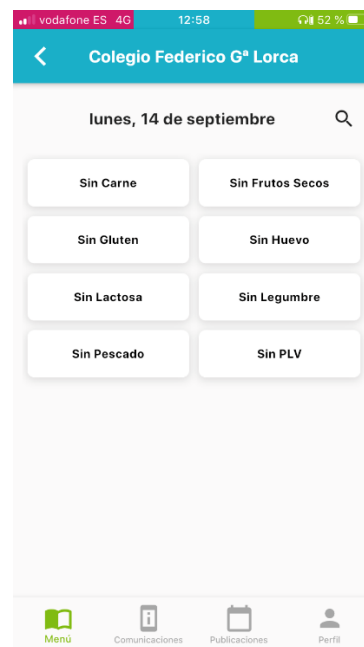 vodafone ES 4G 12:58 52 %
Colegio Federico Gª Lorca
lunes, 14 de septiembre
Sin Carne Sin Frutos Secos
Sin Gluten Sin Huevo
Sin Lactosa Sin Legumbre
Sin Pescado Sin PLV
Menú Comunicaciones Publicaciones Perfil